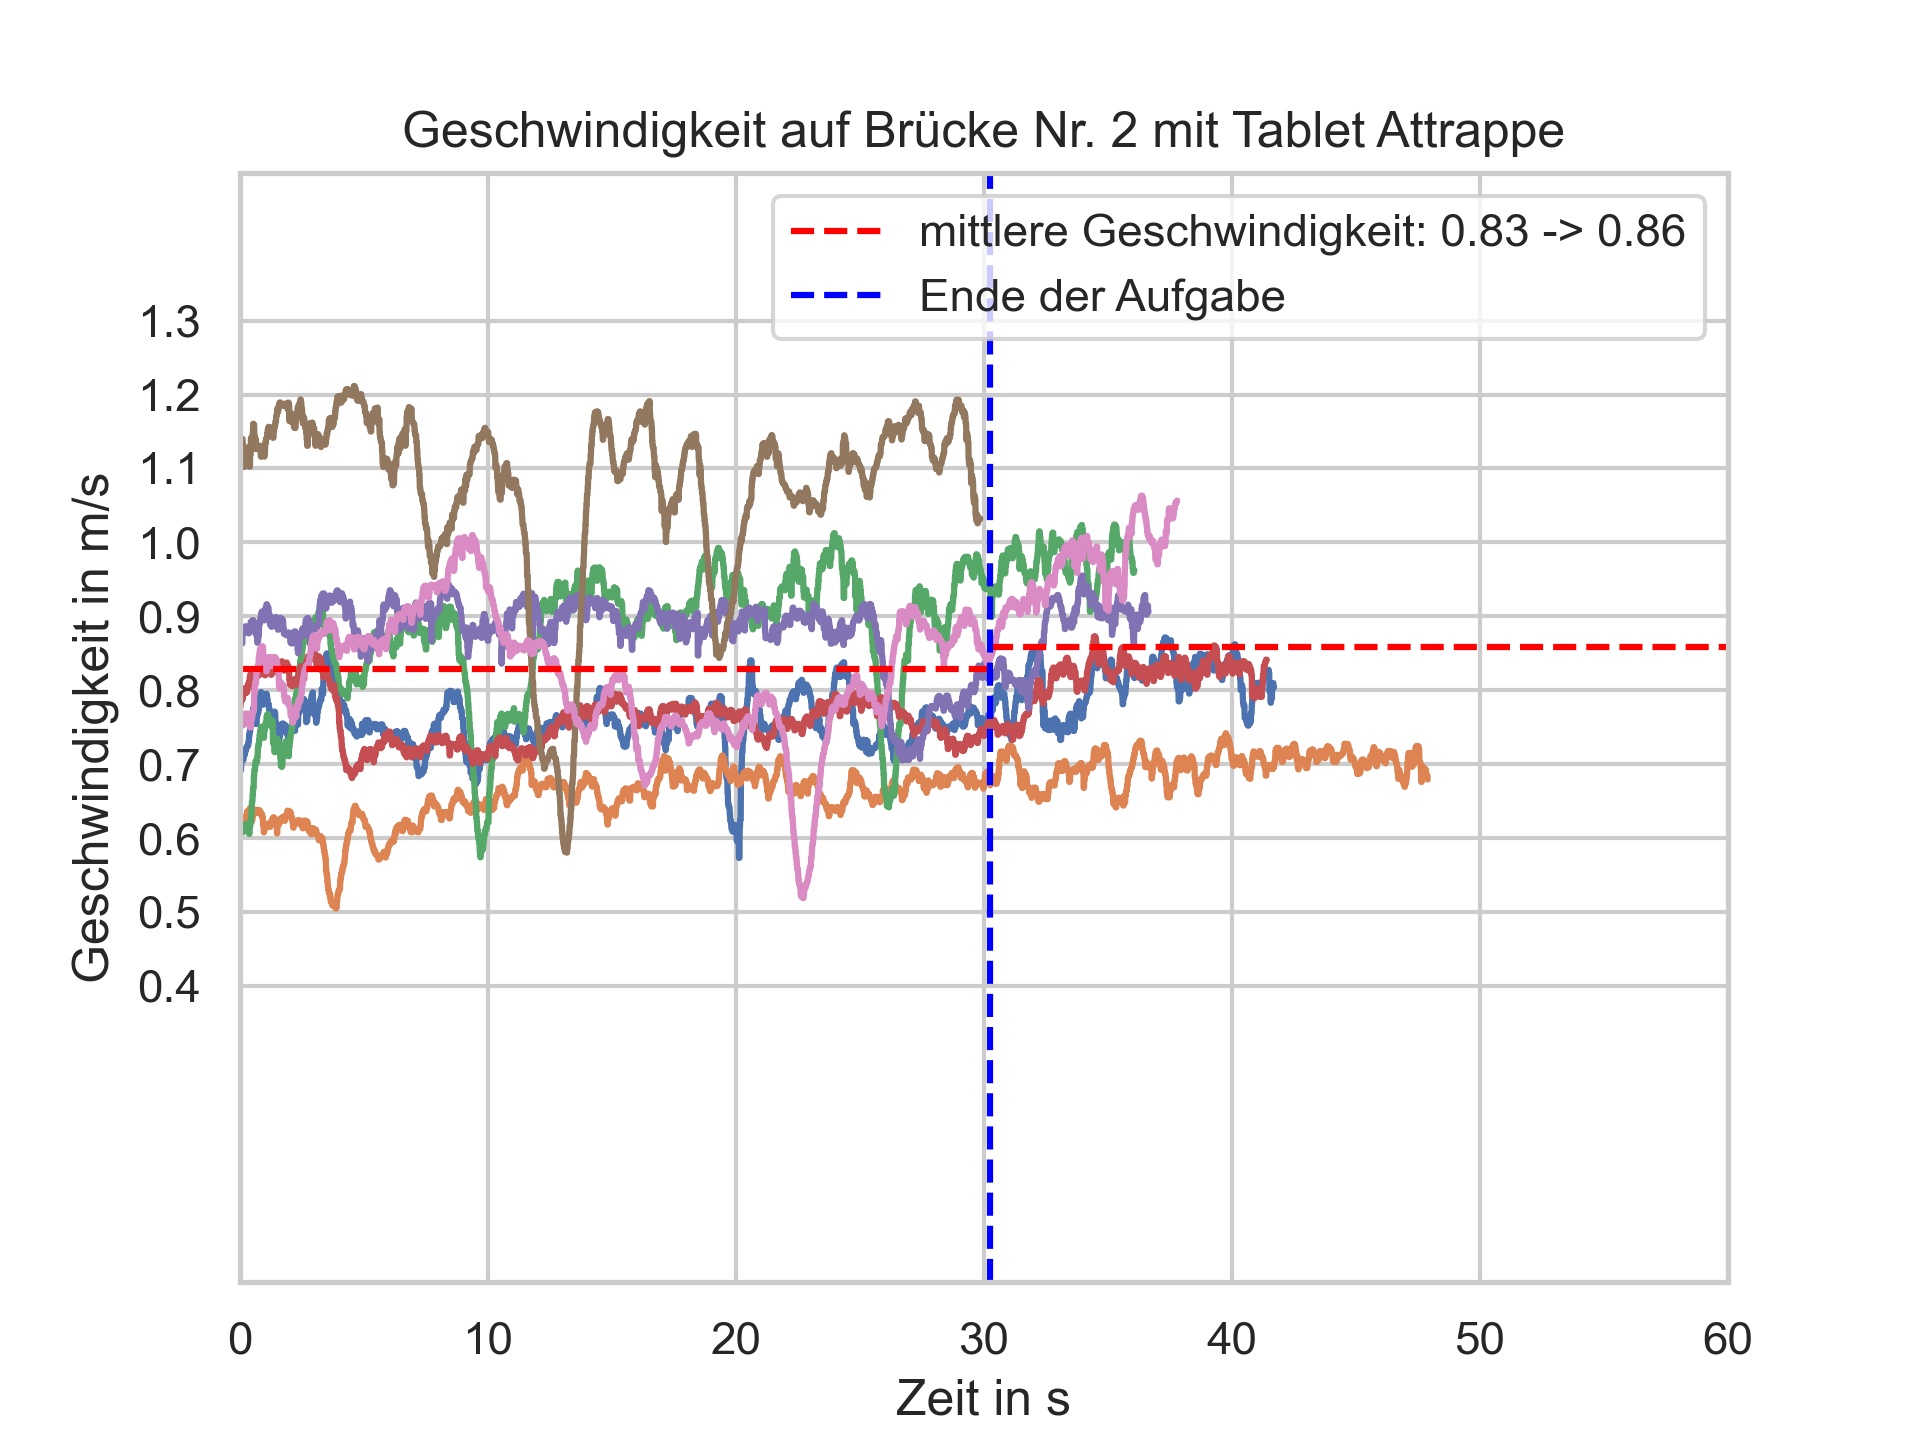 Geschwindigkeit auf Brücke Nr. 2 mit Tablet Attrappe
mittlere Geschwindigkeit: 0.83 -> 0.86
Ende der Aufgabe
1.3
1.2
1.1
1.0
0.9
0.8
0.7
0.6
0.5
0.4
Geschwindigkeit in m/s
0 10 20 30 40 50 60
Zeit in s